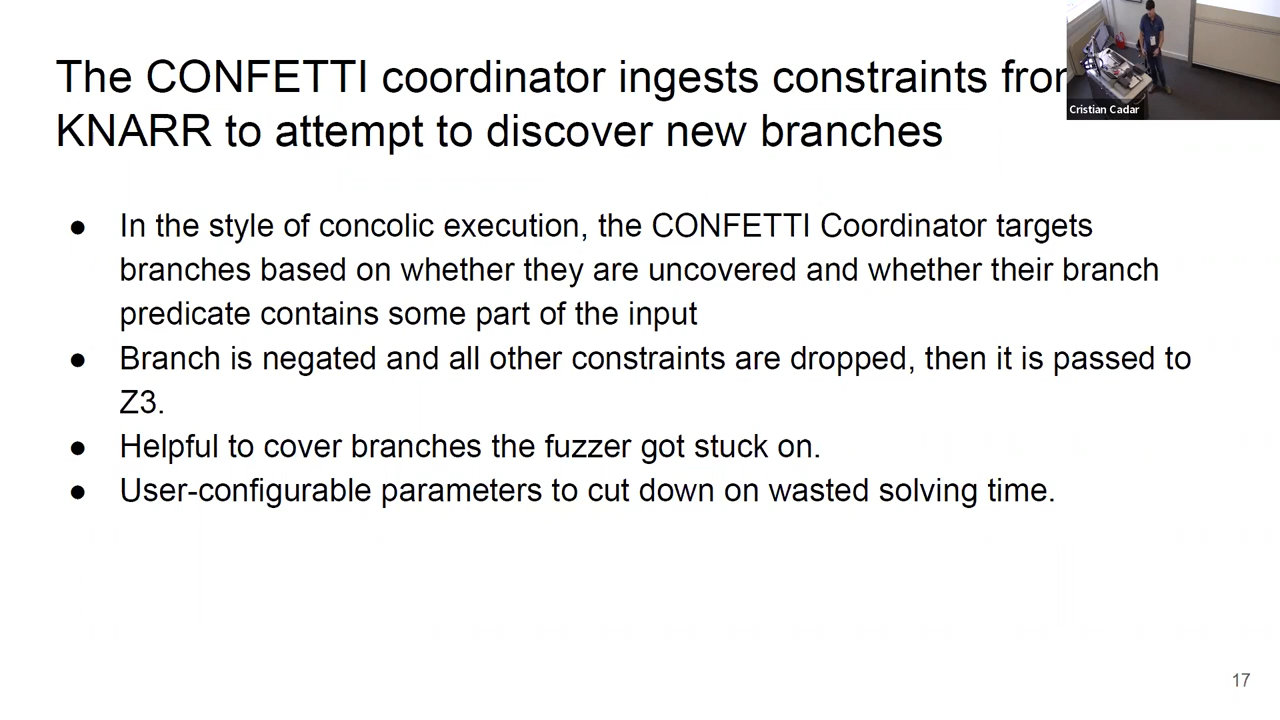 The CONFETTI coordinator ingests constraints
KNARR to attempt to discover new branches
Cristian Cadar
● In the style of concolic execution, the CONFETTI Coordinator targets
branches based on whether they are uncovered and whether their branch
predicate contains some part of the input
● Branch is negated and all other constraints are dropped, then it is passed to
Z3.
● Helpful to cover branches the fuzzer got stuck on.
● User-configurable parameters to cut down on wasted solving time.
17